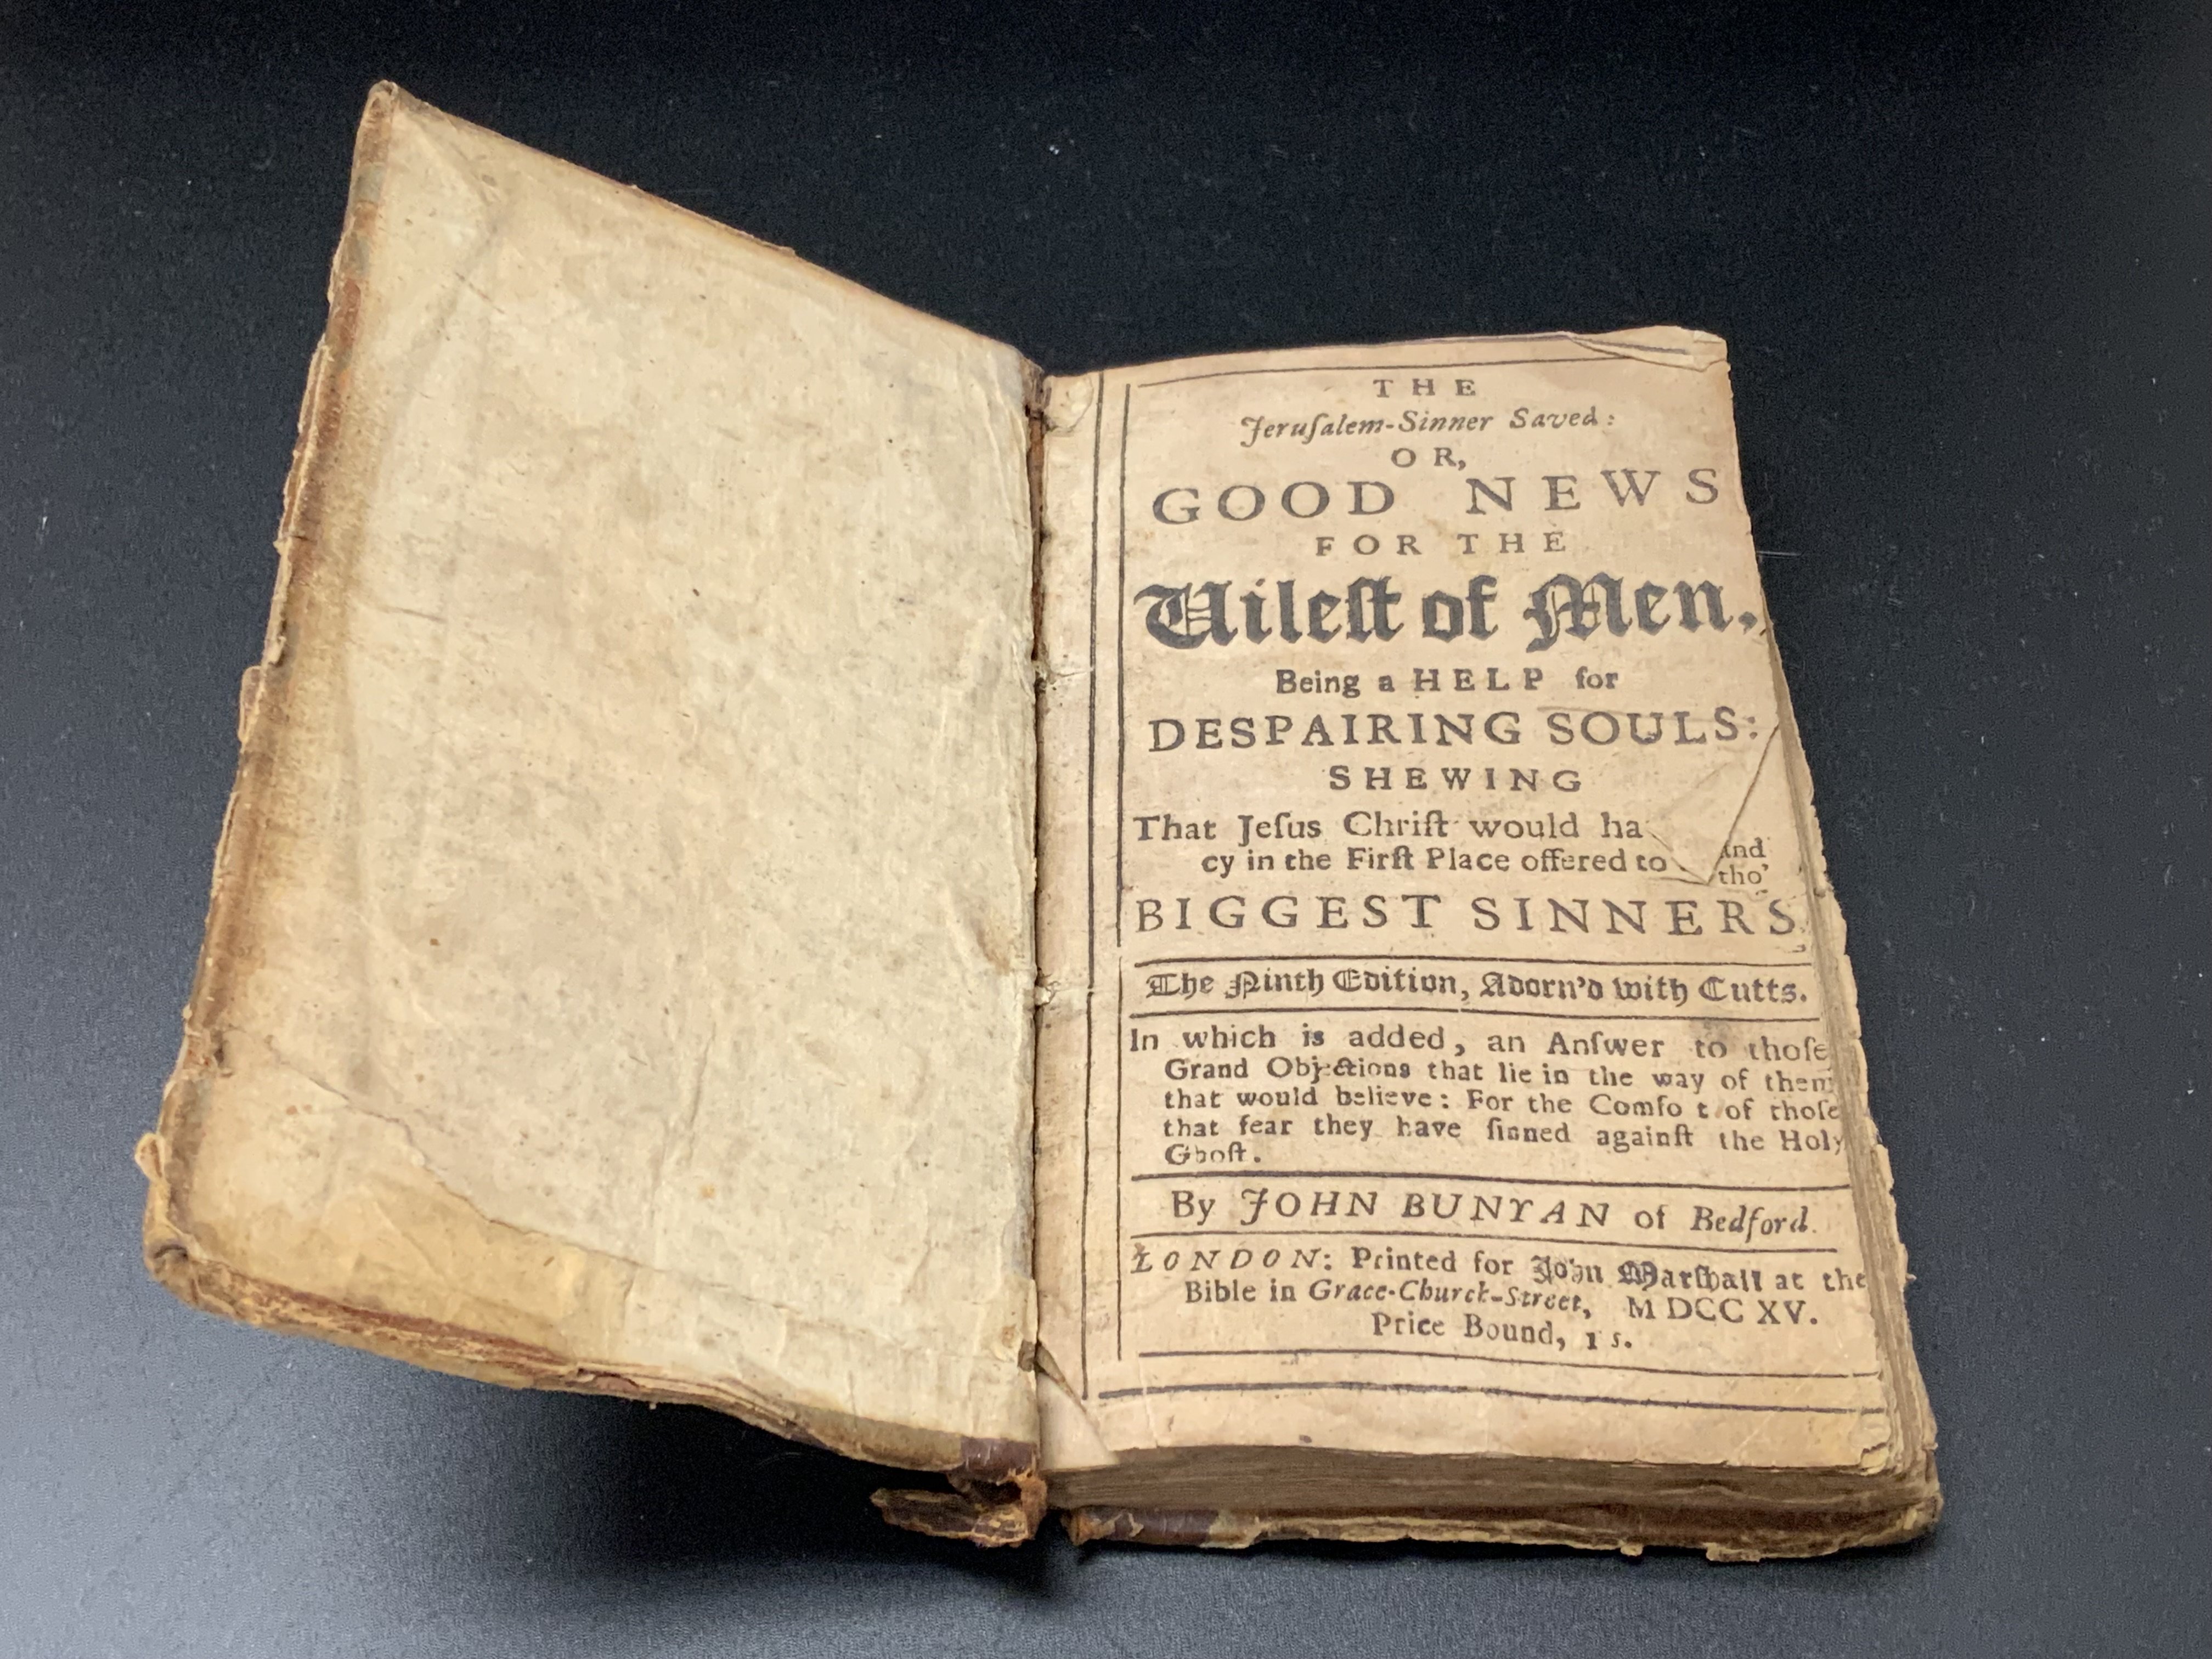 THE
Jeruſalem-Sinner Saved:
OR,
GOOD NEWS
FOR THE
Vileſt of Men.
Being a HELP for
DESPAIRING SOULS:
SHEWING
That Jeſus Chriſt would ha
cy in the Firſt Place offered to
and
tho'
BIGGEST SINNERS
The Ninth Edition, Adorn'd with Cutts.
In which is added, an Anſwer to thoſe
Grand Objections that lie in the way of them
that would believe: For the Comfo t of thoſe
that fear they have ſinned againſt the Holy
Ghoſt.
By JOHN BUNYAN of Bedford.
LONDON: Printed for John Marſhall at the
Bible in Grace-Church-Street, M DCC XV.
Price Bound, 1 s.